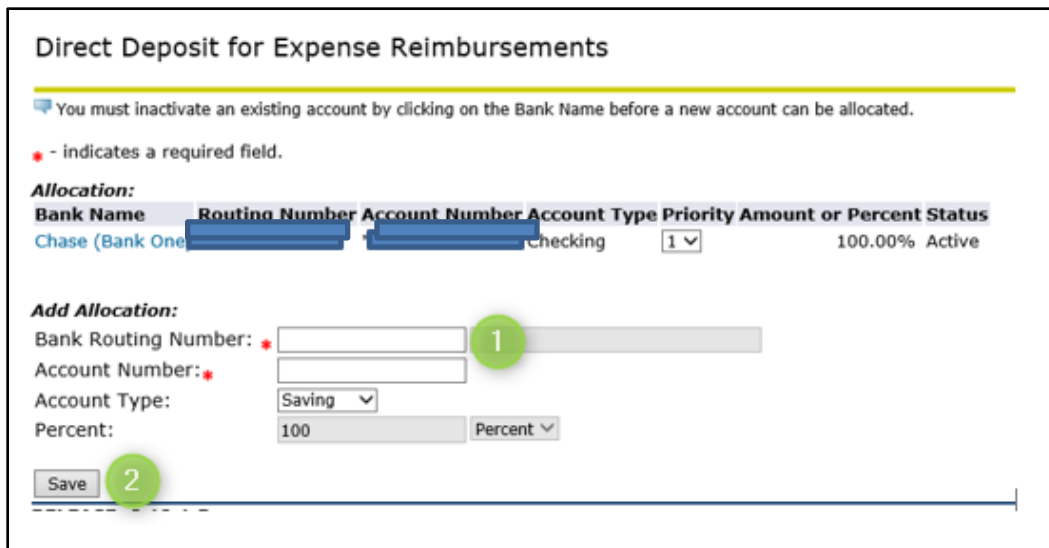 Direct Deposit for Expense Reimbursements
You must inactivate an existing account by clicking on the Bank Name before a new account can be allocated.
* - indicates a required field.
Allocation:
Bank Name Routing Number Account Number Account Type Priority Amount or Percent Status
Chase (Bank One) Checking 1 100.00% Active
Add Allocation:
Bank Routing Number: * 1
Account Number:*
Account Type: Saving
Percent: 100 Percent
Save 2